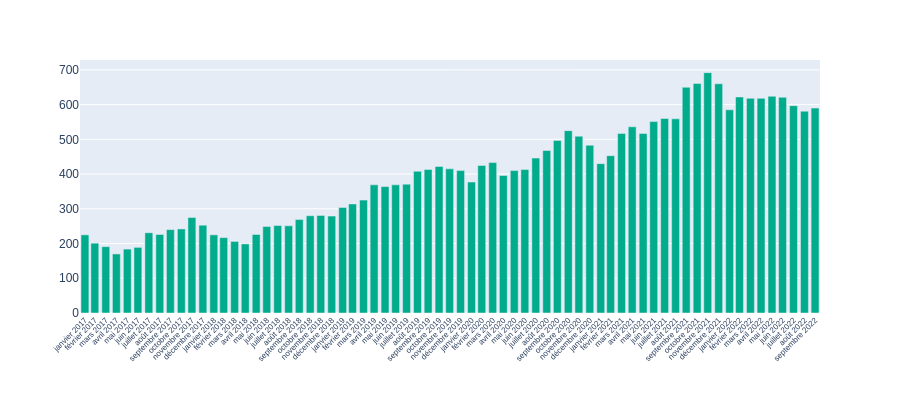 700
600
500
400
300
200
100
0
janvier 2017
février 2017
mars 2017
avril 2017
mai 2017
juin 2017
juillet 2017
août 2017
septembre 2017
octobre 2017
novembre 2017
décembre 2017
janvier 2018
février 2018
mars 2018
avril 2018
mai 2018
juin 2018
juillet 2018
août 2018
septembre 2018
octobre 2018
novembre 2018
décembre 2018
janvier 2019
février 2019
mars 2019
avril 2019
mai 2019
juin 2019
juillet 2019
août 2019
septembre 2019
octobre 2019
novembre 2019
décembre 2019
janvier 2020
février 2020
mars 2020
avril 2020
mai 2020
juin 2020
juillet 2020
août 2020
septembre 2020
octobre 2020
novembre 2020
décembre 2020
janvier 2021
février 2021
mars 2021
avril 2021
mai 2021
juin 2021
juillet 2021
août 2021
septembre 2021
octobre 2021
novembre 2021
décembre 2021
janvier 2022
février 2022
mars 2022
avril 2022
mai 2022
juin 2022
juillet 2022
août 2022
septembre 2022